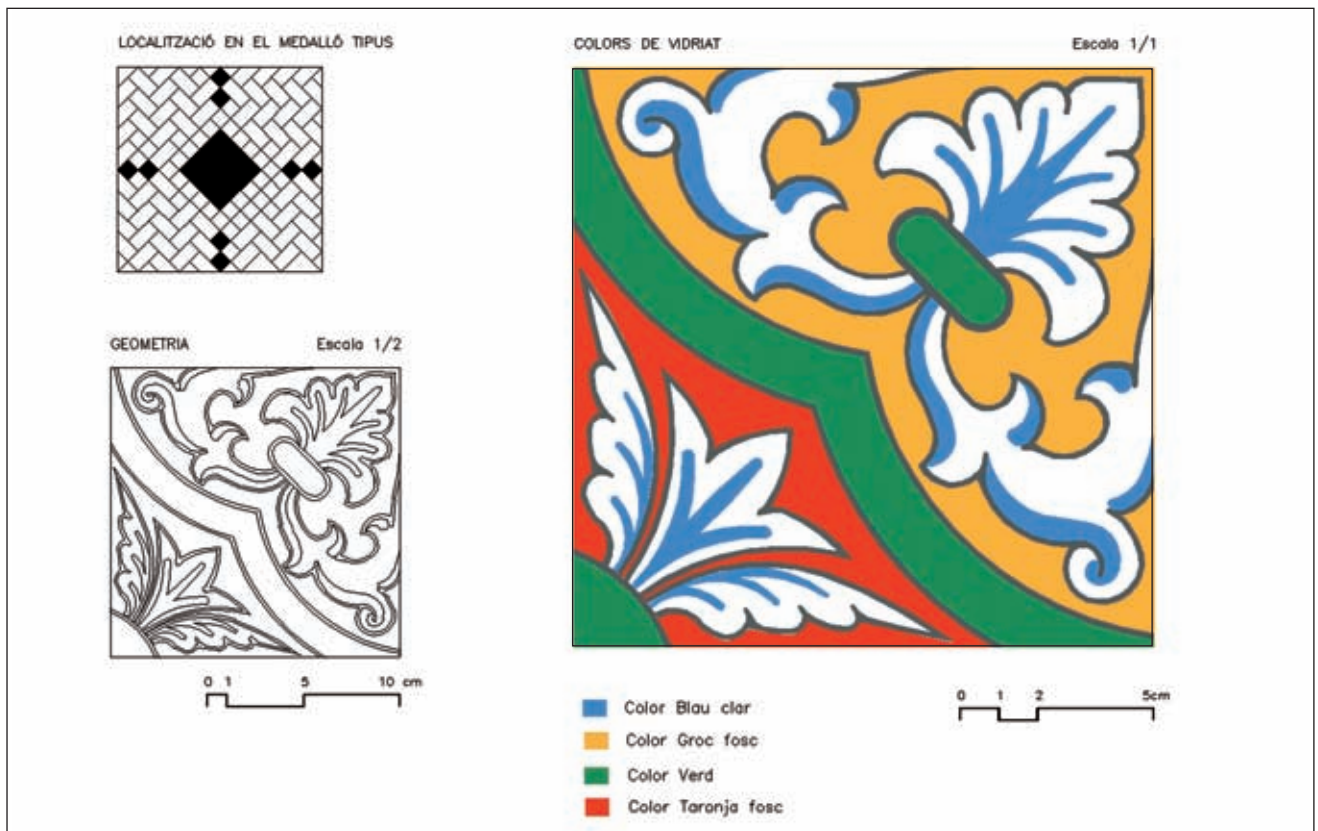 LOCALITZACIÓ EN EL MEDALLÓ TIPUS
COLORS DE VIDRIAT Escala 1/1
GEOMETRIA Escala 1/2
0 1 5 10 cm
0 1 2 5cm
Color Blau clar
Color Groc fosc
Color Verd
Color Taronja fosc